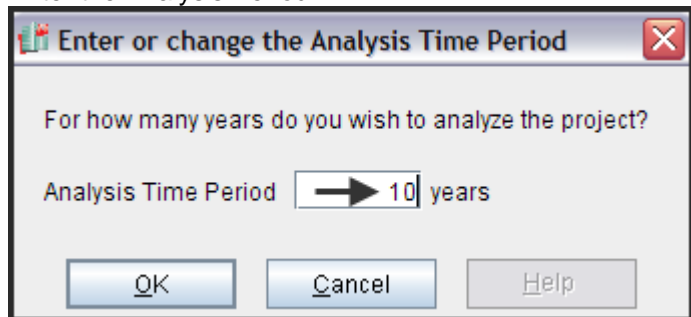 Enter or change the Analysis Time Period
For how many years do you wish to analyze the project?
Analysis Time Period 10 years
OK Cancel Help